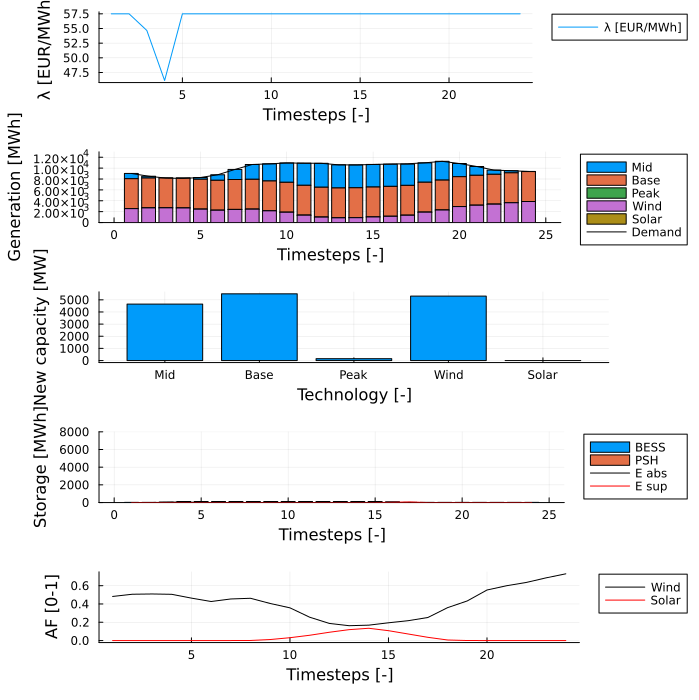 λ [EUR/MWh]
57.5
55.0
52.5
50.0
47.5
5 10 15 20
Timesteps [-]
λ [EUR/MWh]
Generation [MWh]
1.20×10⁴
1.00×10⁴
8.00×10³
6.00×10³
4.00×10³
2.00×10³
0
0 5 10 15 20 25
Timesteps [-]
Mid
Base
Peak
Wind
Solar
Demand
New capacity [MW]
5000
4000
3000
2000
1000
0
Mid Base Peak Wind Solar
Technology [-]
Storage [MWh]
8000
6000
4000
2000
0
0 5 10 15 20 25
Timesteps [-]
BESS
PSH
E abs
E sup
AF [0-1]
0.6
0.4
0.2
0.0
5 10 15 20
Timesteps [-]
Wind
Solar